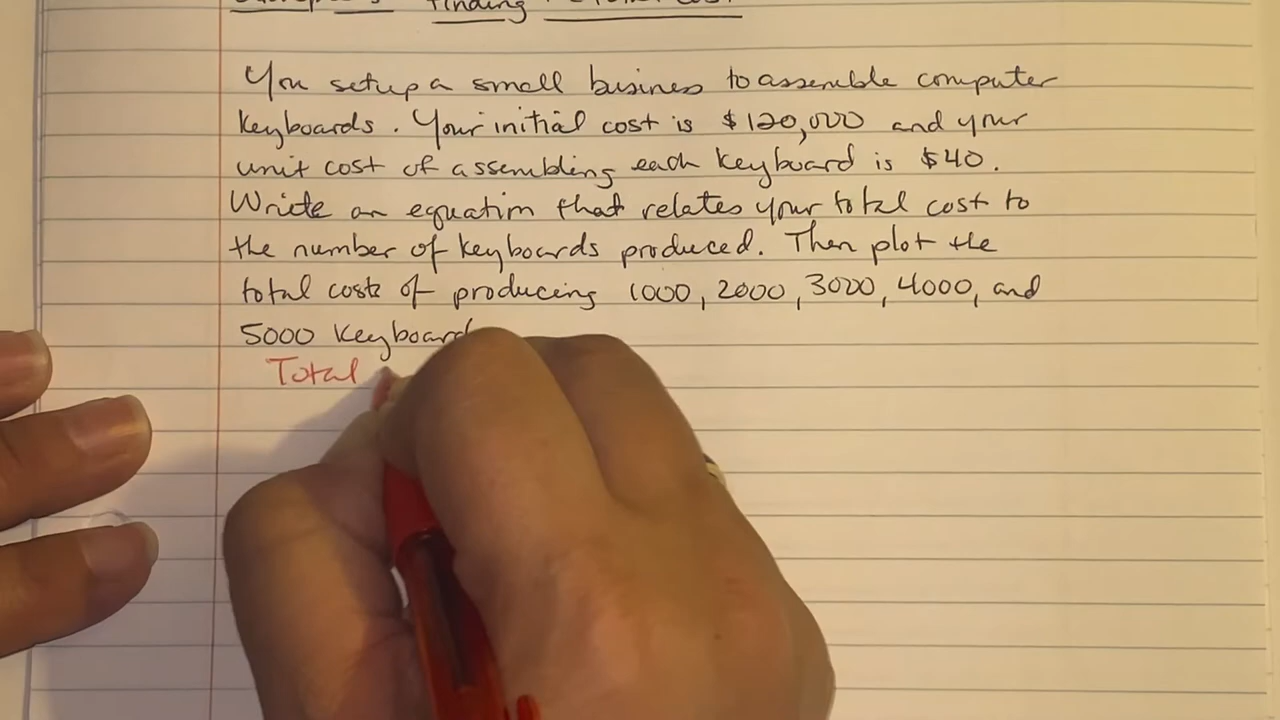 Finding
You setup a small business to assemble computer
Keyboards. Your initial cost is $120,000 and your
unit cost of assembling each keyboard is $40.
Write an equation that relates your total cost to
the number of keyboards produced. Then plot the
total costs of producing 1000, 2000, 3000, 4000, and
5000 Keyboard
Total